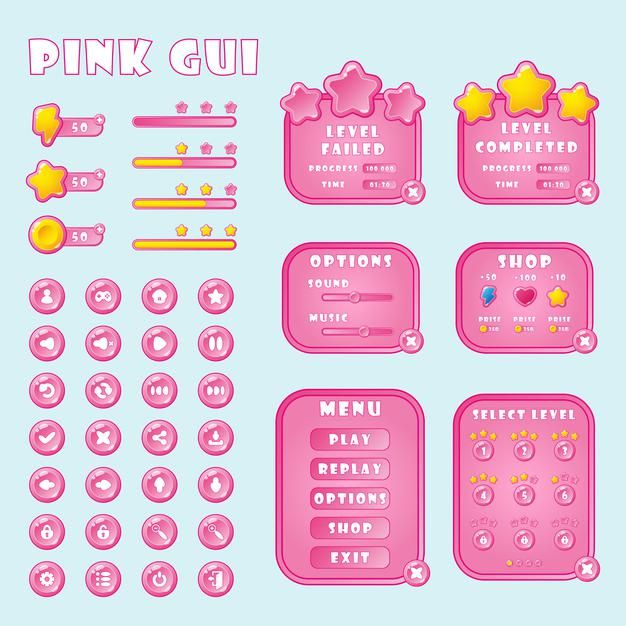 PINK GUI
50
50
50
LEVEL
FAILED
PROGRESS 100 000
TIME 01:30
LEVEL
COMPLETED
PROGRESS 100 000
TIME 01:30
OPTIONS
SOUND
MUSIC
SHOP
+50 +100 +10
PRISE PRISE PRISE
MENU
PLAY
REPLAY
OPTIONS
SHOP
EXIT
SELECT LEVEL
1 2 3
4 5 6